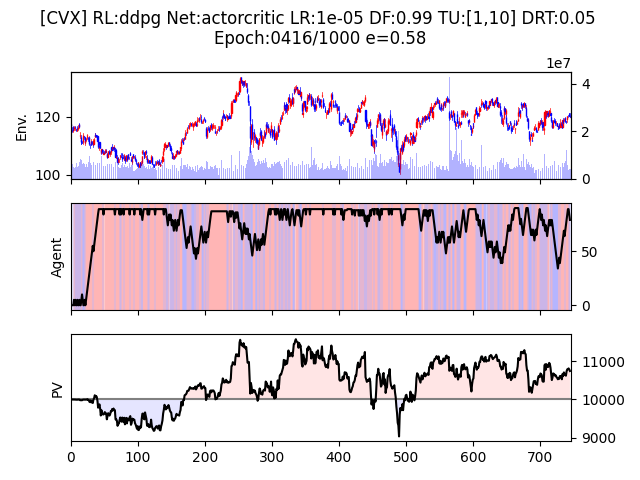 [CVX] RL:ddpg Net:actorcritic LR:1e-05 DF:0.99 TU:[1,10] DRT:0.05
Epoch:0416/1000 e=0.58
1e7
Env.
120
100
4
2
0
Agent
50
0
PV
11000
10000
9000
0 100 200 300 400 500 600 700